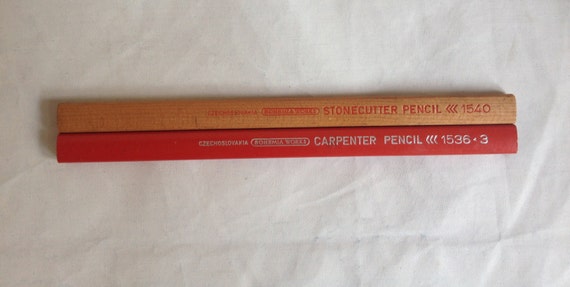 CZECHOSLOVAKIA BOHEMIA WORKS STONECUTTER PENCIL <<< 1540
CZECHOSLOVAKIA BOHEMIA WORKS CARPENTER PENCIL <<< 1536 • 3